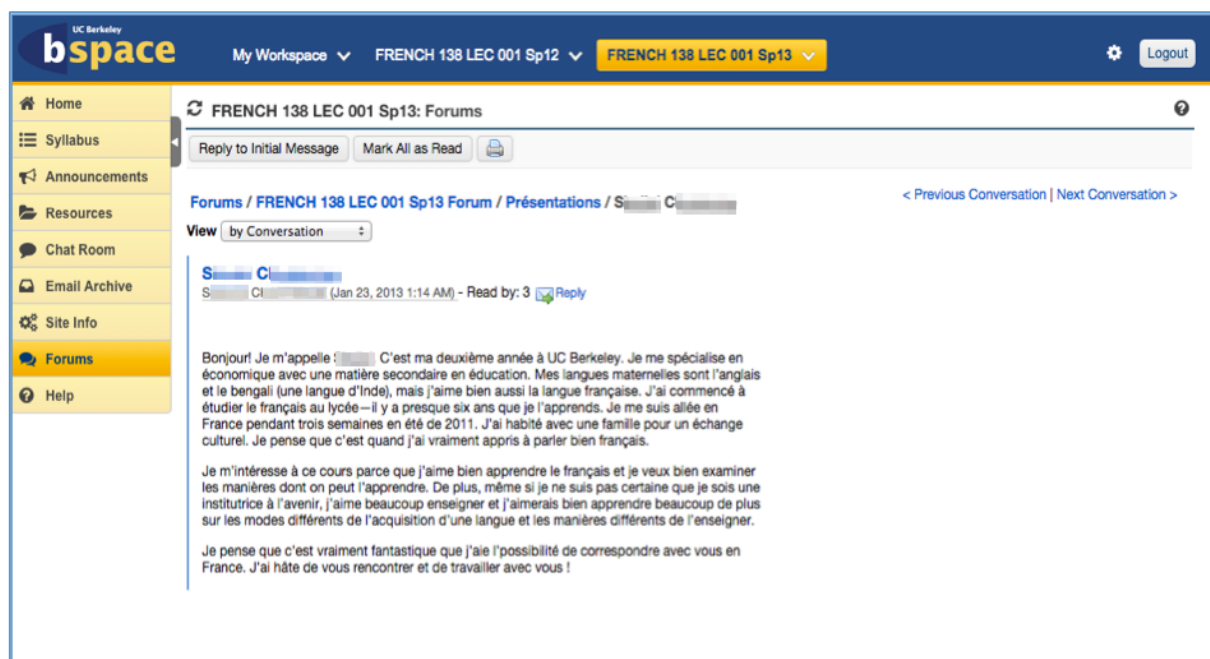 UC Berkeley
bspace
My Workspace
FRENCH 138 LEC 001 Sp12
FRENCH 138 LEC 001 Sp13
Logout
Home
Syllabus
Announcements
Resources
Chat Room
Email Archive
Site Info
Forums
Help
FRENCH 138 LEC 001 Sp13: Forums
Reply to Initial Message
Mark All as Read
Forums / FRENCH 138 LEC 001 Sp13 Forum / Présentations / S C
< Previous Conversation | Next Conversation >
View by Conversation
S C
S C (Jan 23, 2013 1:14 AM) - Read by: 3 Reply
Bonjour! Je m'appelle C'est ma deuxième année à UC Berkeley. Je me spécialise en
économique avec une matière secondaire en éducation. Mes langues maternelles sont l'anglais
et le bengali (une langue d'Inde), mais j'aime bien aussi la langue française. J'ai commencé à
étudier le français au lycée—il y a presque six ans que je l'apprends. Je me suis allée en
France pendant trois semaines en été de 2011. J'ai habité avec une famille pour un échange
culturel. Je pense que c'est quand j'ai vraiment appris à parler bien français.
Je m'intéresse à ce cours parce que j'aime bien apprendre le français et je veux bien examiner
les manières dont on peut l'apprendre. De plus, même si je ne suis pas certaine que je sois une
institutrice à l'avenir, j'aime beaucoup enseigner et j'aimerais bien apprendre beaucoup de plus
sur les modes différents de l'acquisition d'une langue et les manières différents de l'enseigner.
Je pense que c'est vraiment fantastique que j'aie l'possibilité de correspondre avec vous en
France. J'ai hâte de vous rencontrer et de travailler avec vous !